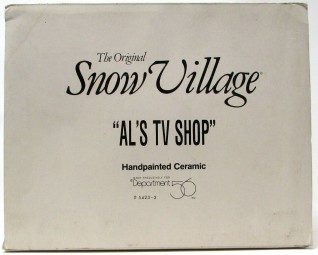 The Original
Snow Village
"AL'S TV SHOP"
Handpainted Ceramic
Department 56